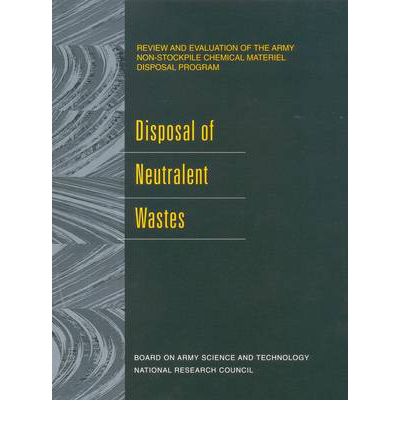 REVIEW AND EVALUATION OF THE ARMY
NON-STOCKPILE CHEMICAL MATERIEL
DISPOSAL PROGRAM
Disposal of
Neutralent
Wastes
BOARD ON ARMY SCIENCE AND TECHNOLOGY
NATIONAL RESEARCH COUNCIL